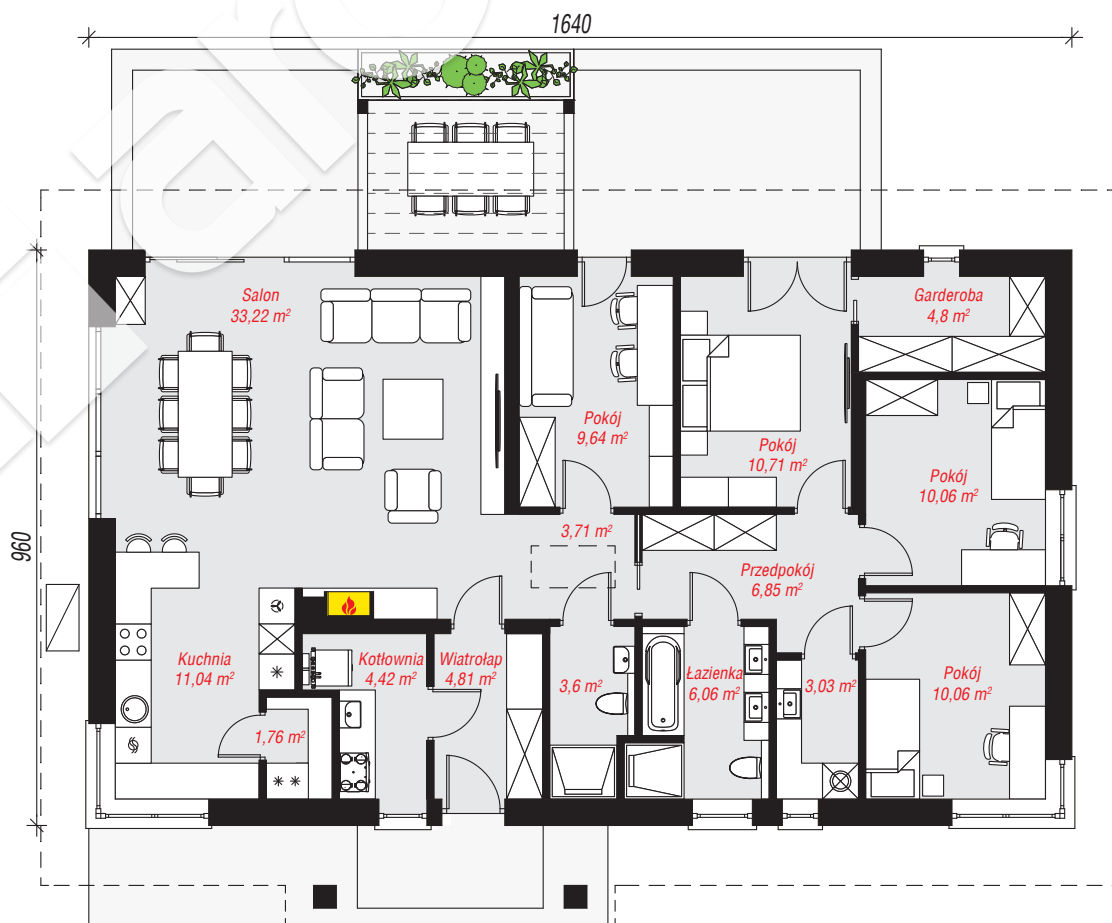 1640
960
Salon
33,22 m²
Pokój
9,64 m²
Pokój
10,71 m²
Garderoba
4,8 m²
Pokój
10,06 m²
3,71 m²
Przedpokój
6,85 m²
Kuchnia
11,04 m²
Kotłownia
4,42 m²
Wiatrołap
4,81 m²
3,6 m²
Łazienka
6,06 m²
3,03 m²
Pokój
10,06 m²
1,76 m²